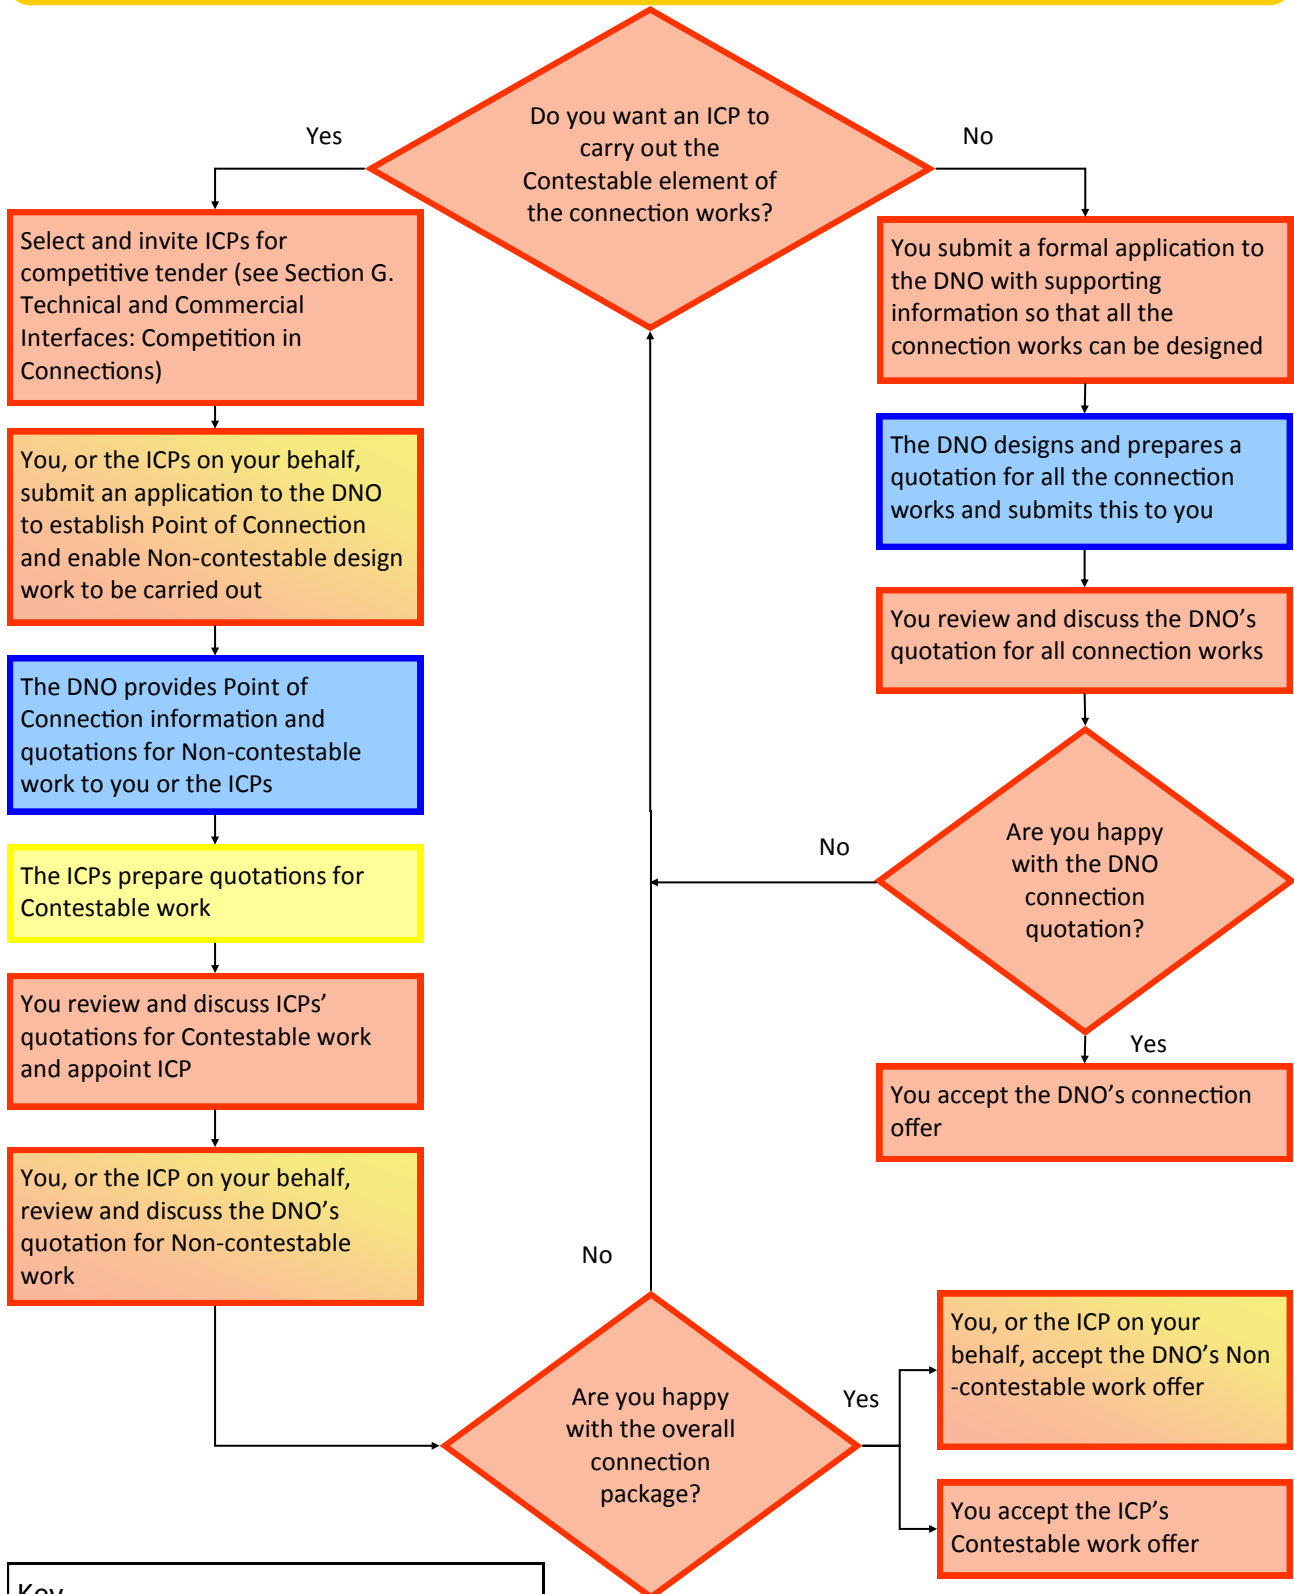 Do you want an ICP to
carry out the
Contestable element of
the connection works?
Yes
No
Select and invite ICPs for
competitive tender (see Section G.
Technical and Commercial
Interfaces: Competition in
Connections)
You, or the ICPs on your behalf,
submit an application to the DNO
to establish Point of Connection
and enable Non-contestable design
work to be carried out
The DNO provides Point of
Connection information and
quotations for Non-contestable
work to you or the ICPs
The ICPs prepare quotations for
Contestable work
You review and discuss ICPs’
quotations for Contestable work
and appoint ICP
You, or the ICP on your behalf,
review and discuss the DNO’s
quotation for Non-contestable
work
You submit a formal application to
the DNO with supporting
information so that all the
connection works can be designed
The DNO designs and prepares a
quotation for all the connection
works and submits this to you
You review and discuss the DNO’s
quotation for all connection works
Are you happy
with the DNO
connection
quotation?
No
Yes
You accept the DNO’s connection
offer
No
Are you happy
with the overall
connection
package?
Yes
You, or the ICP on your
behalf, accept the DNO’s Non
-contestable work offer
You accept the ICP’s
Contestable work offer
Key